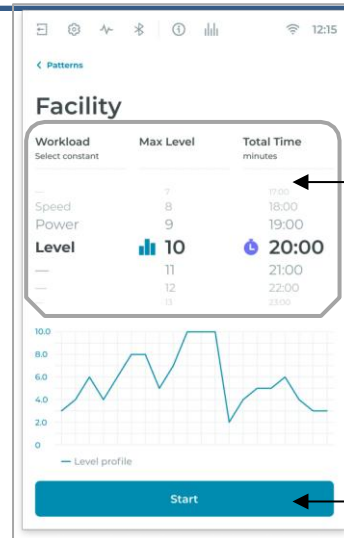 12:15
Patterns
Facility
Workload Max Level Total Time
Select constant minutes
— 7 17:00
Speed 8 18:00
Power 9 19:00
Level 10 20:00
— 11 21:00
— 12 22:00
— 13 23:00
10.0
8.0
6.0
4.0
2.0
0
Level profile
Start